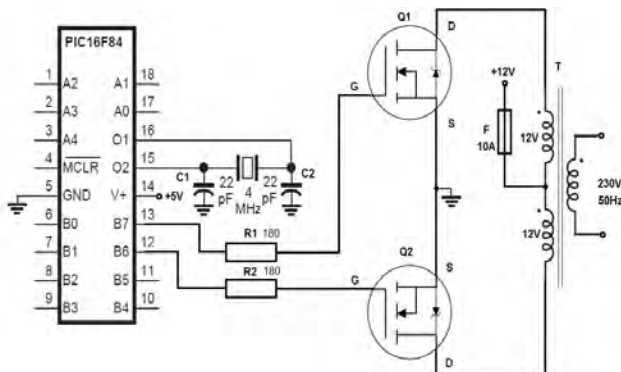 PIC16F84
1 A2 A1 18
2 A3 A0 17
3 A4 O1 16
4 MCLR O2 15
5 GND V+ 14
6 B0 B7 13
7 B1 B6 12
8 B2 B5 11
9 B3 B4 10
+5V
C1
22
pF
4
MHz
22
pF
C2
R1 180
R2 180
Q1
D
G
S
Q2
G
S
D
+12V
F
10A
T
12V
12V
230V
50Hz